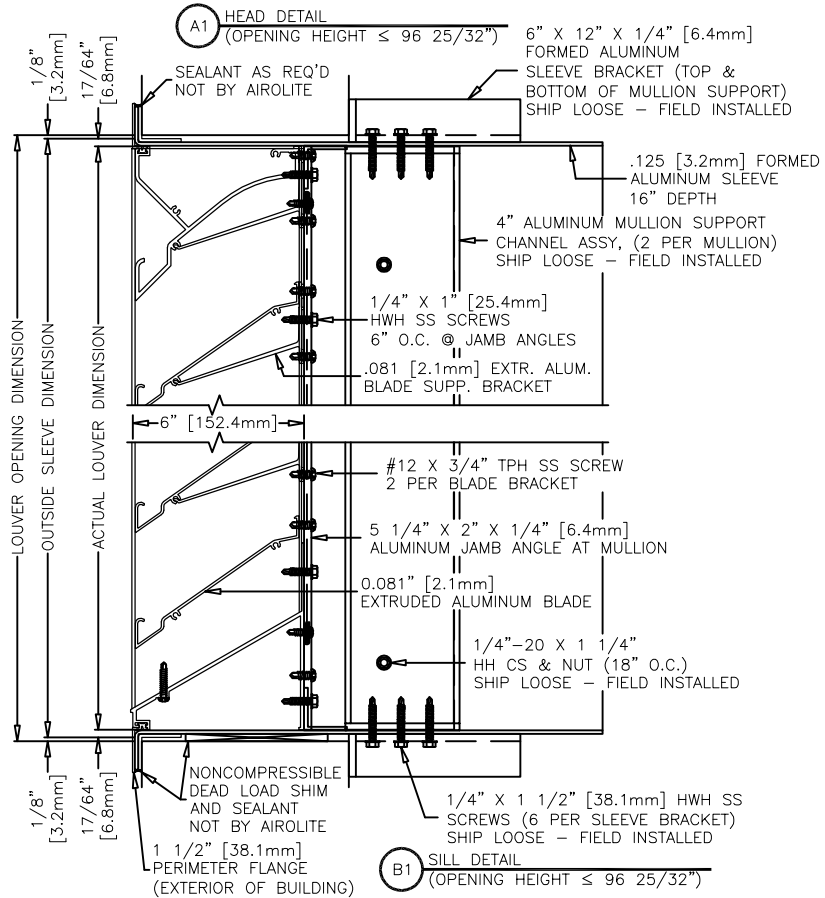 A1
HEAD DETAIL
(OPENING HEIGHT ≤ 96 25/32")
1/8"
[3.2mm]
17/64"
[6.8mm]
SEALANT AS REQ'D
NOT BY AIROLITE
6" X 12" X 1/4" [6.4mm]
FORMED ALUMINUM
SLEEVE BRACKET (TOP &
BOTTOM OF MULLION SUPPORT)
SHIP LOOSE – FIELD INSTALLED
.125 [3.2mm] FORMED
ALUMINUM SLEEVE
16" DEPTH
4" ALUMINUM MULLION SUPPORT
CHANNEL ASSY, (2 PER MULLION)
SHIP LOOSE – FIELD INSTALLED
1/4" X 1" [25.4mm]
HWH SS SCREWS
6" O.C. @ JAMB ANGLES
.081 [2.1mm] EXTR. ALUM.
BLADE SUPP. BRACKET
LOUVER OPENING DIMENSION
OUTSIDE SLEEVE DIMENSION
ACTUAL LOUVER DIMENSION
6" [152.4mm]
#12 X 3/4" TPH SS SCREW
2 PER BLADE BRACKET
5 1/4" X 2" X 1/4" [6.4mm]
ALUMINUM JAMB ANGLE AT MULLION
0.081" [2.1mm]
EXTRUDED ALUMINUM BLADE
1/4"–20 X 1 1/4"
HH CS & NUT (18" O.C.)
SHIP LOOSE – FIELD INSTALLED
1/8"
[3.2mm]
17/64"
[6.8mm]
NONCOMPRESSIBLE
DEAD LOAD SHIM
AND SEALANT
NOT BY AIROLITE
1 1/2" [38.1mm]
PERIMETER FLANGE
(EXTERIOR OF BUILDING)
1/4" X 1 1/2" [38.1mm] HWH SS
SCREWS (6 PER SLEEVE BRACKET)
SHIP LOOSE – FIELD INSTALLED
B1
SILL DETAIL
(OPENING HEIGHT ≤ 96 25/32")